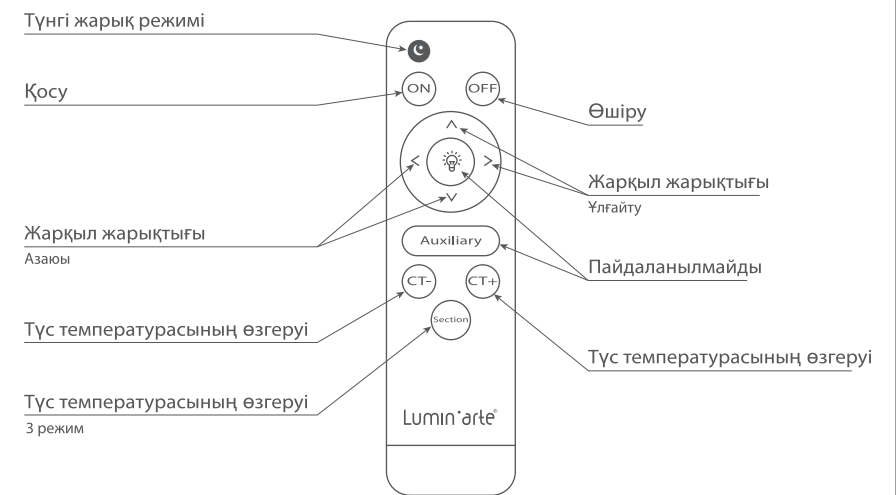 Түнгі жарық режимі
Қосу
ON
OFF
Өшіру
Жарқыл жарықтығы
Ұлғайту
Жарқыл жарықтығы
Азаюы
Auxiliary
Пайдаланылмайды
CT-
CT+
Түс температурасының өзгеруі
Section
Түс температурасының өзгеруі
Түс температурасының өзгеруі
3 режим
Lumin'arte®